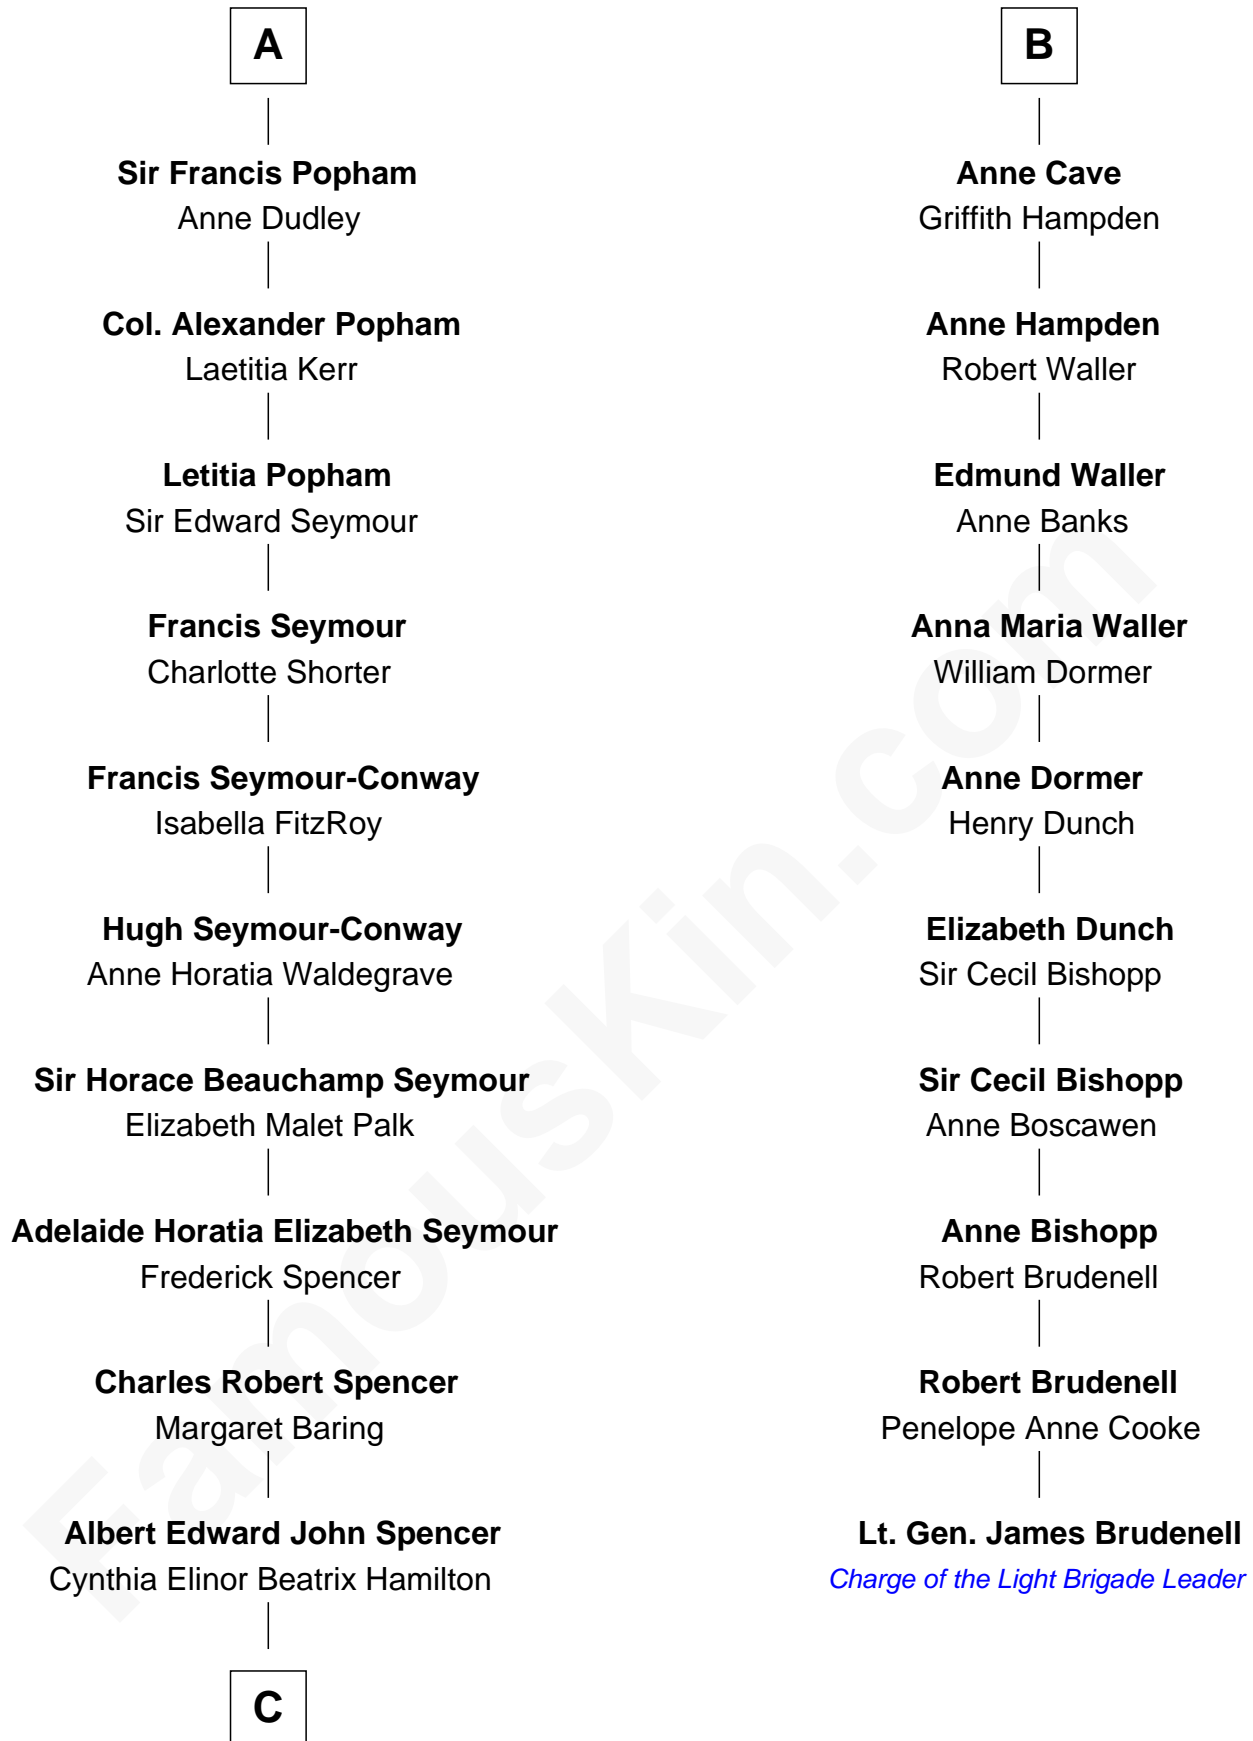 A
Sir Francis Popham
Anne Dudley
Col. Alexander Popham
Laetitia Kerr
Letitia Popham
Sir Edward Seymour
Francis Seymour
Charlotte Shorter
Francis Seymour-Conway
Isabella FitzRoy
Hugh Seymour-Conway
Anne Horatia Waldegrave
Sir Horace Beauchamp Seymour
Elizabeth Malet Palk
Adelaide Horatia Elizabeth Seymour
Frederick Spencer
Charles Robert Spencer
Margaret Baring
Albert Edward John Spencer
Cynthia Elinor Beatrix Hamilton
C
B
Anne Cave
Griffith Hampden
Anne Hampden
Robert Waller
Edmund Waller
Anne Banks
Anna Maria Waller
William Dormer
Anne Dormer
Henry Dunch
Elizabeth Dunch
Sir Cecil Bishopp
Sir Cecil Bishopp
Anne Boscawen
Anne Bishopp
Robert Brudenell
Robert Brudenell
Penelope Anne Cooke
Lt. Gen. James Brudenell
Charge of the Light Brigade Leader
FamousKin.com